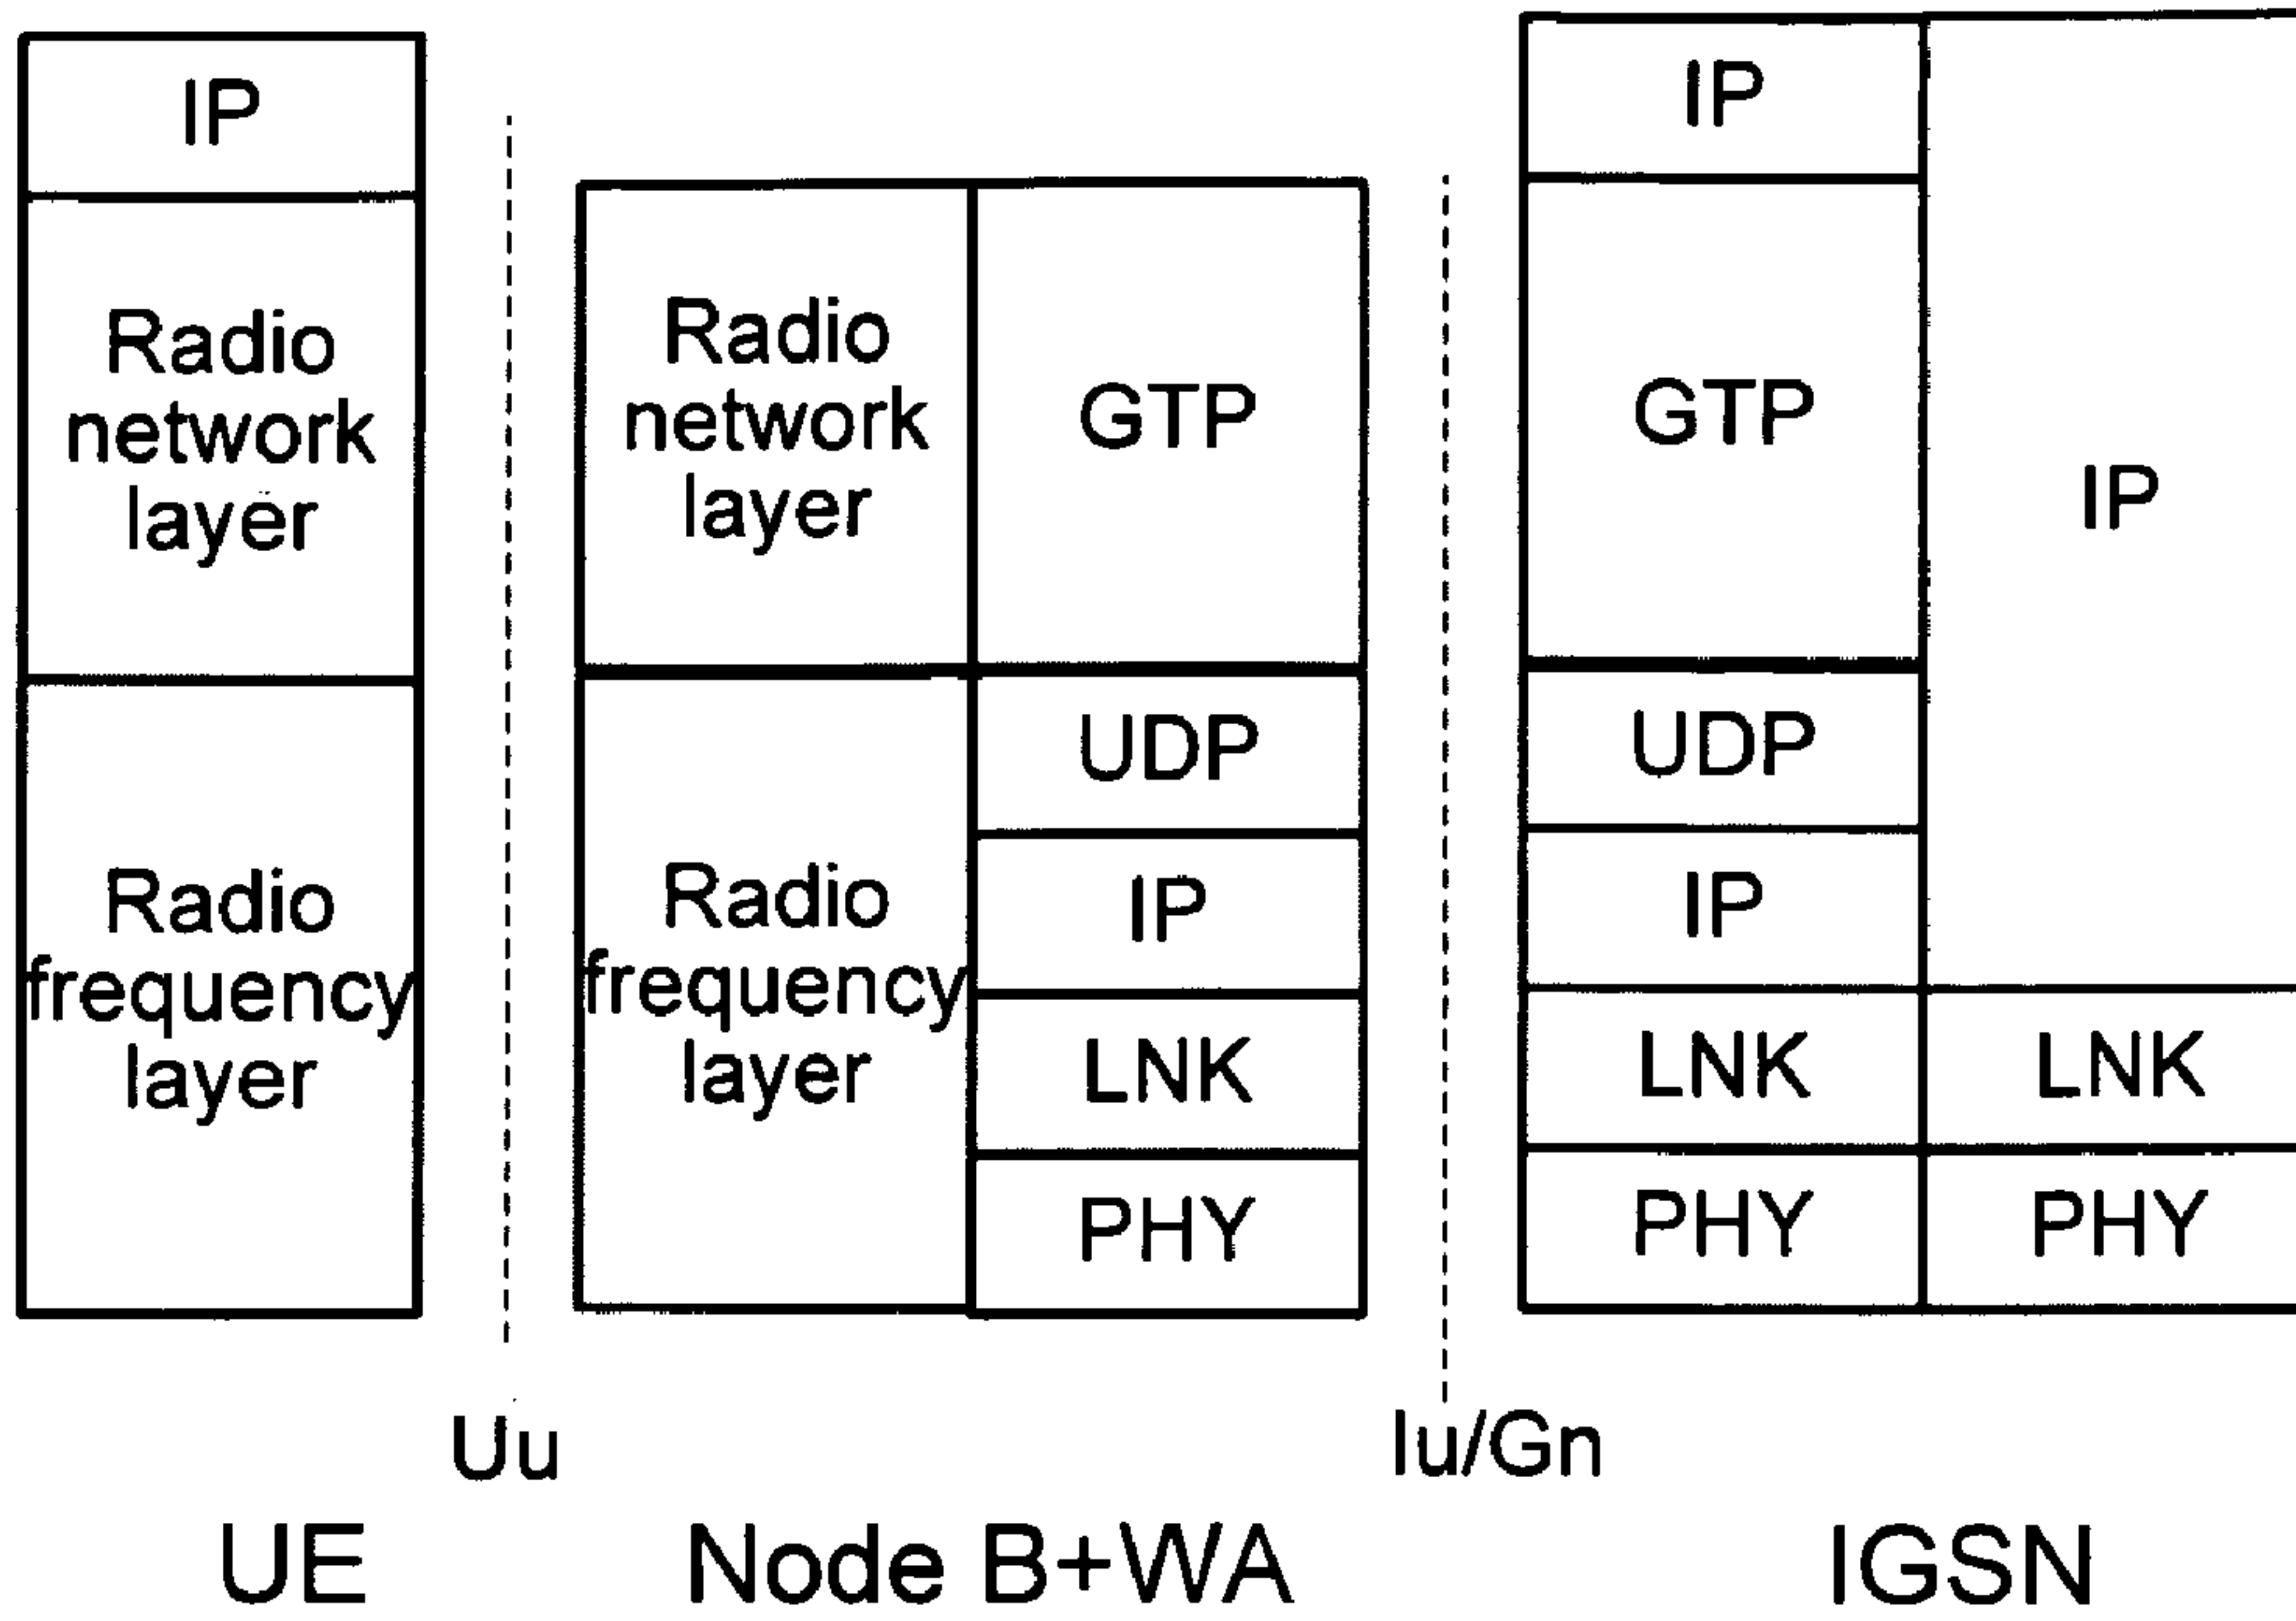 IP
Radio
network
layer
Radio
frequency
layer
Uu
UE
Radio
network
layer
Radio
frequency
layer
GTP
UDP
IP
LNK
PHY
Node B+WA
Iu/Gn
IP
GTP
UDP
IP
LNK
PHY
IP
LNK
PHY
IGSN